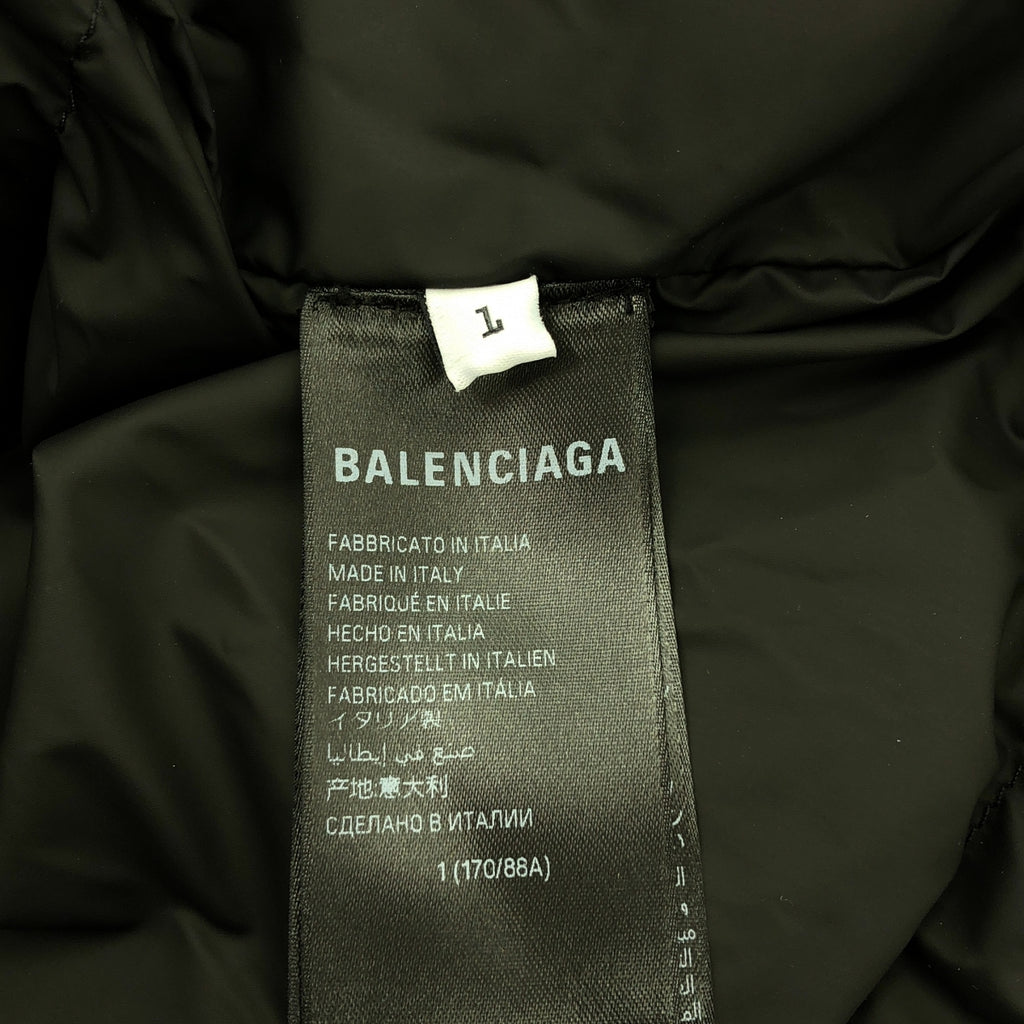 1
BALENCIAGA
FABBRICATO IN ITALIA
MADE IN ITALY
FABRIQUÉ EN ITALIE
HECHO EN ITALIA
HERGESTELLT IN ITALIEN
FABRICADO EM ITÁLIA
イタリア製
صنع في إيطاليا
产地:意大利
СДЕЛАНО В ИТАЛИИ
1 (170/88A)